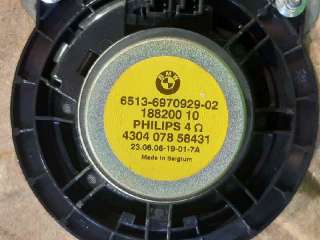 BMW
6513-6970929-02
188200 10
PHILIPS 4 Ω
4304 078 58431
23.06.06-19-01-7A
Made in Belgium